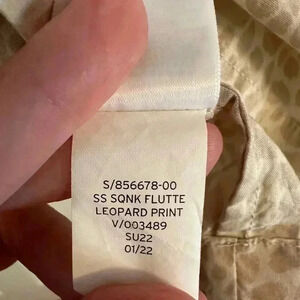 S/856678-00
SS SQNK FLUTTE
LEOPARD PRINT
V/003489
SU22
01/22